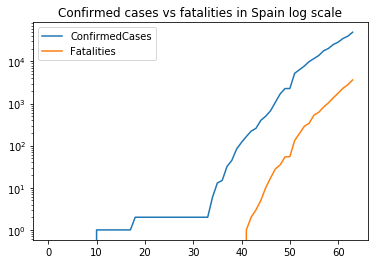 Confirmed cases vs fatalities in Spain log scale
ConfirmedCases
Fatalities
10⁴
10³
10²
10¹
10⁰
0 10 20 30 40 50 60